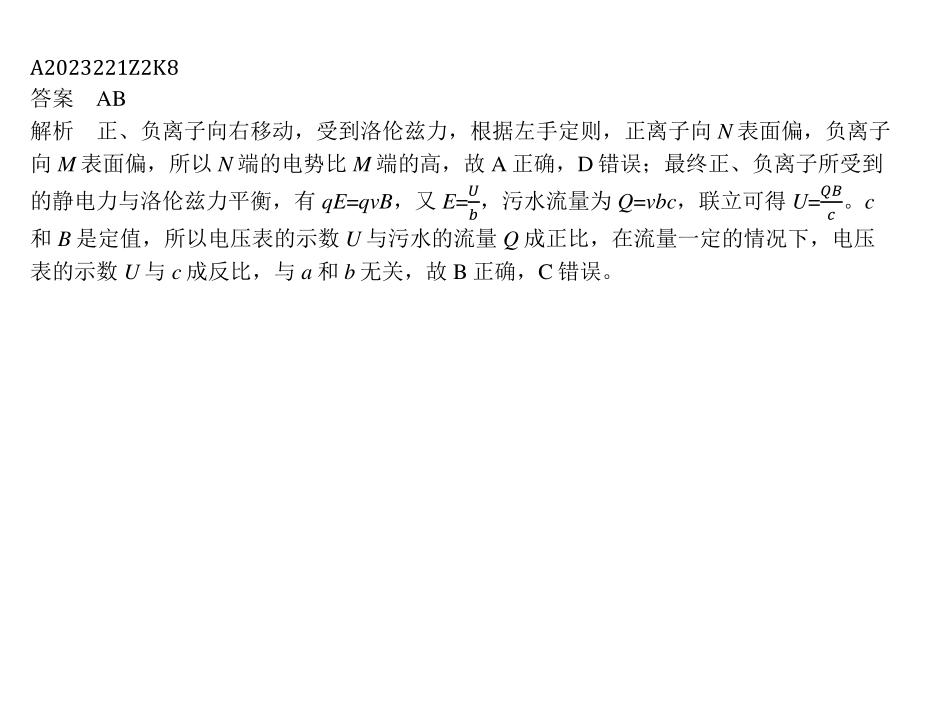 A2023221Z2K8
答案 AB
解析 正、负离子向右移动，受到洛伦兹力，根据左手定则，正离子向 N 表面偏，负离子
向 M 表面偏，所以 N 端的电势比 M 端的高，故 A 正确，D 错误；最终正、负离子所受到
的静电力与洛伦兹力平衡，有 qE=qvB，又 E=U/b，污水流量为 Q=vbc，联立可得 U=QB/c。c
和 B 是定值，所以电压表的示数 U 与污水的流量 Q 成正比，在流量一定的情况下，电压
表的示数 U 与 c 成反比，与 a 和 b 无关，故 B 正确，C 错误。